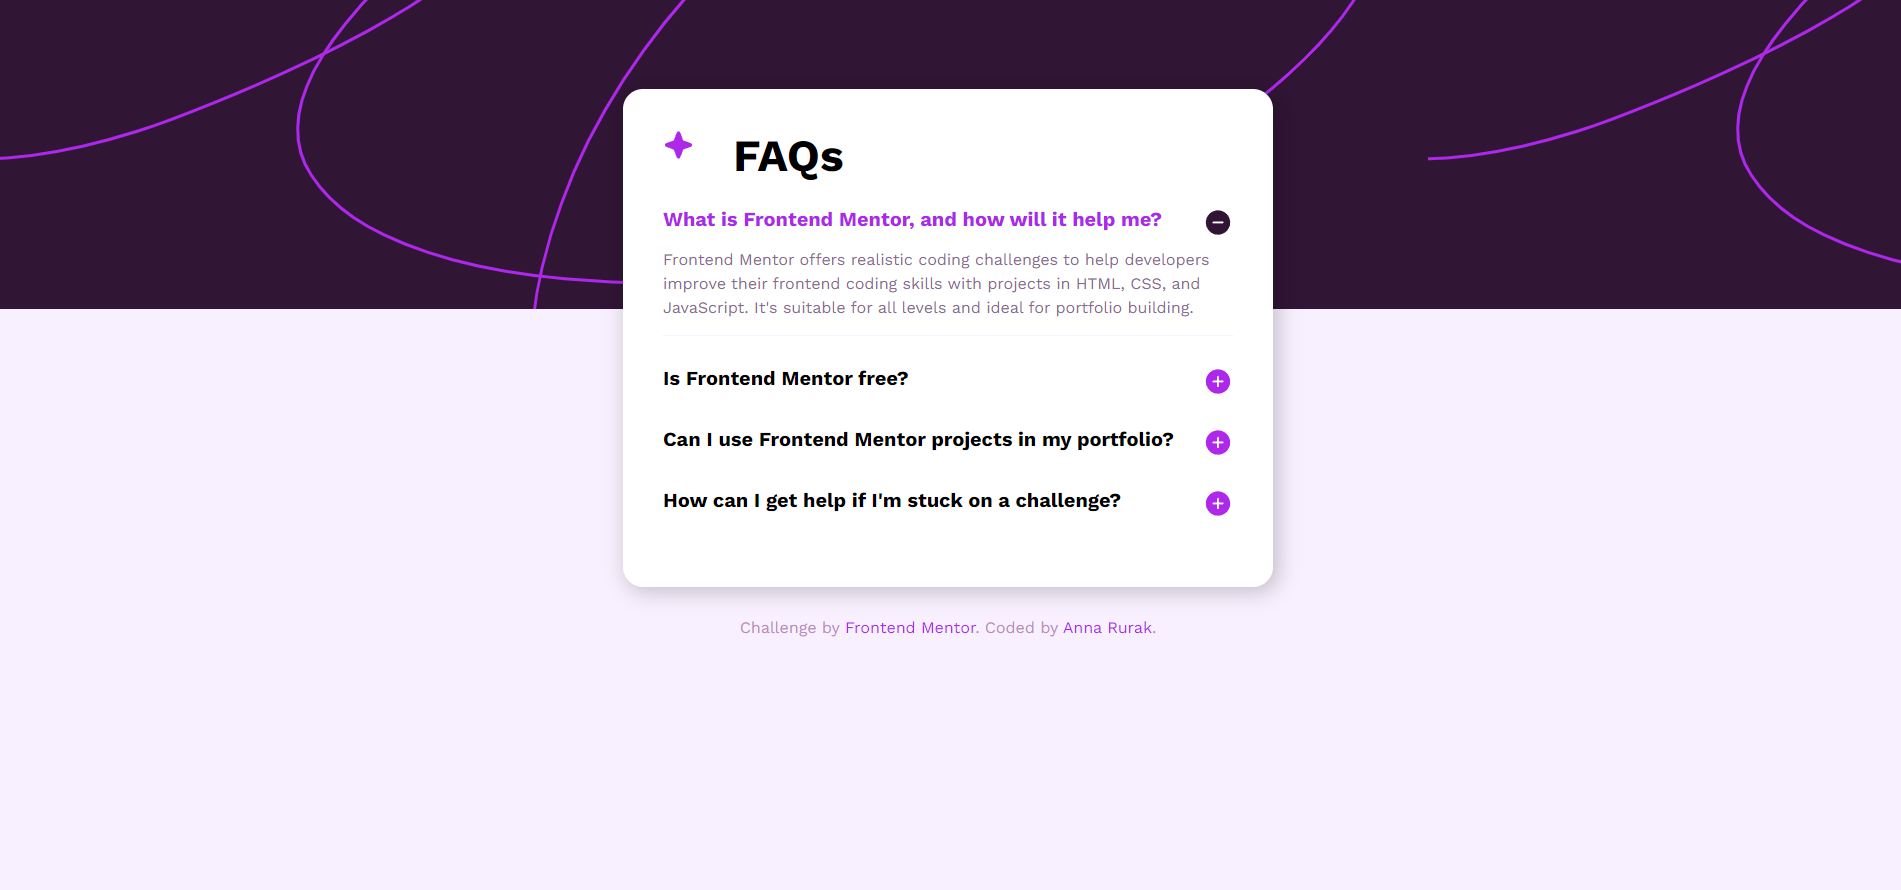 FAQs
What is Frontend Mentor, and how will it help me?
Frontend Mentor offers realistic coding challenges to help developers
improve their frontend coding skills with projects in HTML, CSS, and
JavaScript. It's suitable for all levels and ideal for portfolio building.
Is Frontend Mentor free?
Can I use Frontend Mentor projects in my portfolio?
How can I get help if I'm stuck on a challenge?
Challenge by Frontend Mentor. Coded by Anna Rurak.